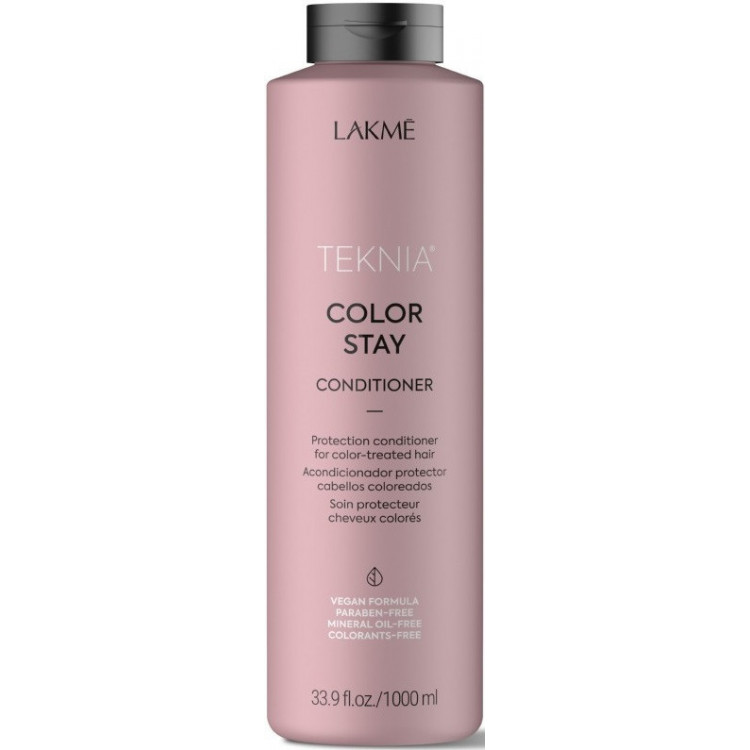 LAKMĒ
TEKNIA®
COLOR
STAY
CONDITIONER
Protection conditioner
for color-treated hair
Acondicionador protector
cabellos coloreados
Soin protecteur
cheveux colorés
VEGAN FORMULA
PARABEN-FREE
MINERAL OIL-FREE
COLORANTS-FREE
33.9 fl.oz./1000 ml